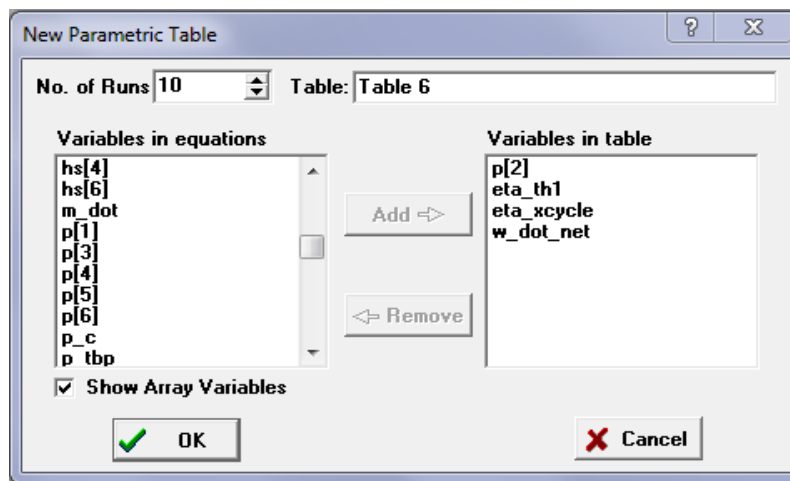 New Parametric Table
No. of Runs 10 Table: Table 6
Variables in equations
hs[4]
hs[6]
m_dot
p[1]
p[3]
p[4]
p[5]
p[6]
p_c
p_tbp
Show Array Variables
Add
Remove
Variables in table
p[2]
eta_th1
eta_xcycle
w_dot_net
OK
Cancel